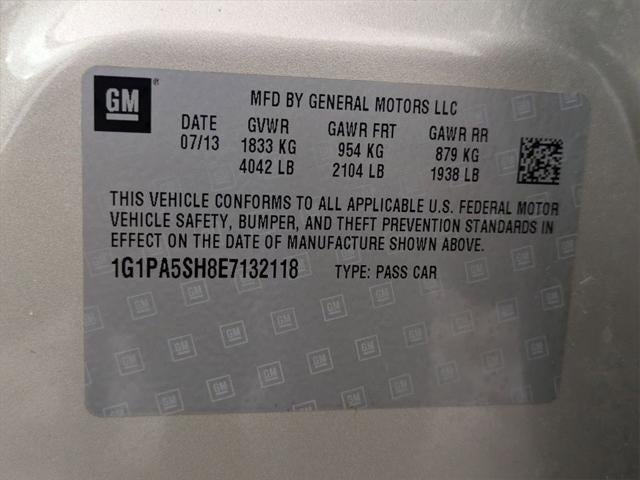 GM ®
MFD BY GENERAL MOTORS LLC
DATE GVWR GAWR FRT GAWR RR
07/13 1833 KG 954 KG 879 KG
4042 LB 2104 LB 1938 LB
THIS VEHICLE CONFORMS TO ALL APPLICABLE U.S. FEDERAL MOTOR
VEHICLE SAFETY, BUMPER, AND THEFT PREVENTION STANDARDS IN
EFFECT ON THE DATE OF MANUFACTURE SHOWN ABOVE.
1G1PA5SH8E7132118 TYPE: PASS CAR